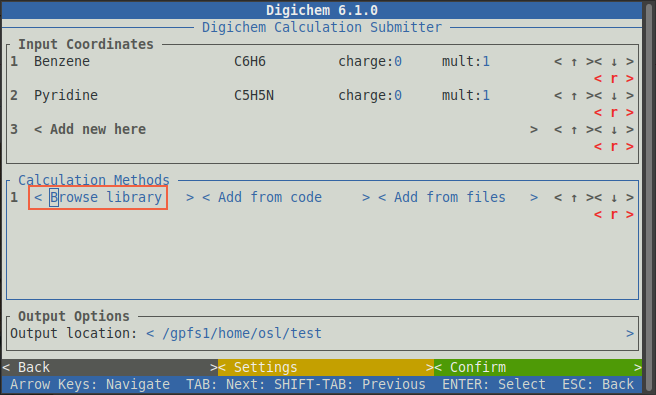 Digichem 6.1.0
Digichem Calculation Submitter
Input Coordinates
1 Benzene C6H6 charge:0 mult:1 < ↑ >< ↓ >
< r >
2 Pyridine C5H5N charge:0 mult:1 < ↑ >< ↓ >
< r >
3 < Add new here > < ↑ >< ↓ >
< r >
Calculation Methods
1 < Browse library > < Add from code > < Add from files > < ↑ >< ↓ >
< r >
Output Options
Output location: < /gpfs1/home/osl/test >
< Back >< Settings >< Confirm >
Arrow Keys: Navigate TAB: Next: SHIFT-TAB: Previous ENTER: Select ESC: Back